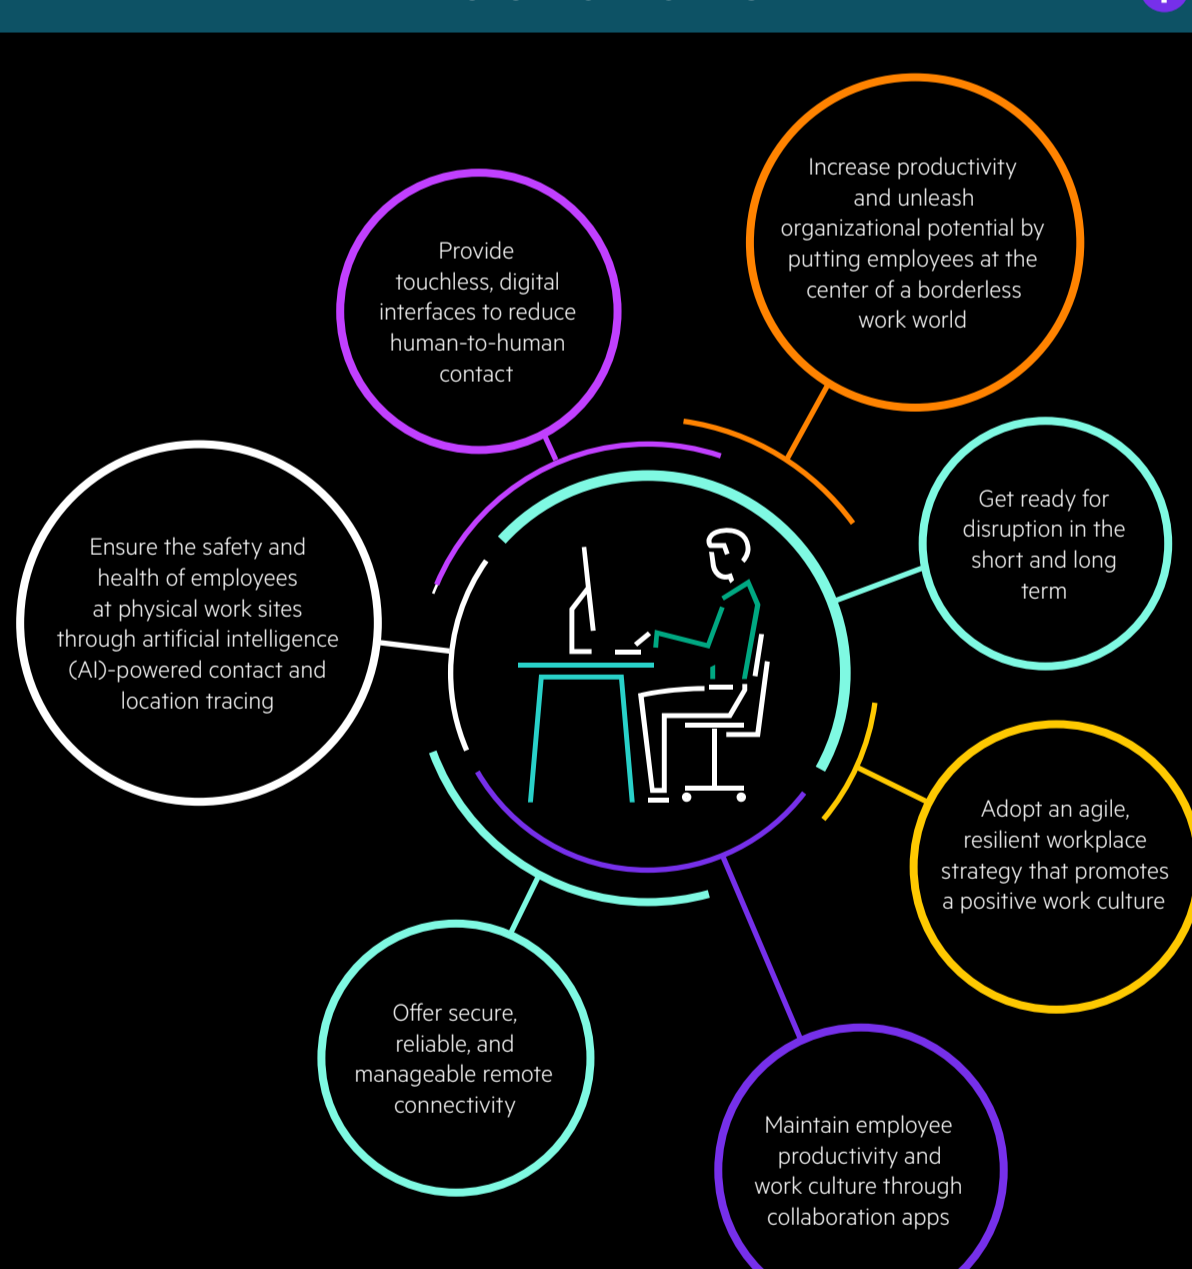 Increase productivity
and unleash
organizational potential by
putting employees at the
center of a borderless
work world
Provide
touchless, digital
interfaces to reduce
human-to-human
contact
Get ready for
disruption in the
short and long
term
Ensure the safety and
health of employees
at physical work sites
through artificial intelligence
(AI)-powered contact and
location tracing
Adopt an agile,
resilient workplace
strategy that promotes
a positive work culture
Offer secure,
reliable, and
manageable remote
connectivity
Maintain employee
productivity and
work culture through
collaboration apps